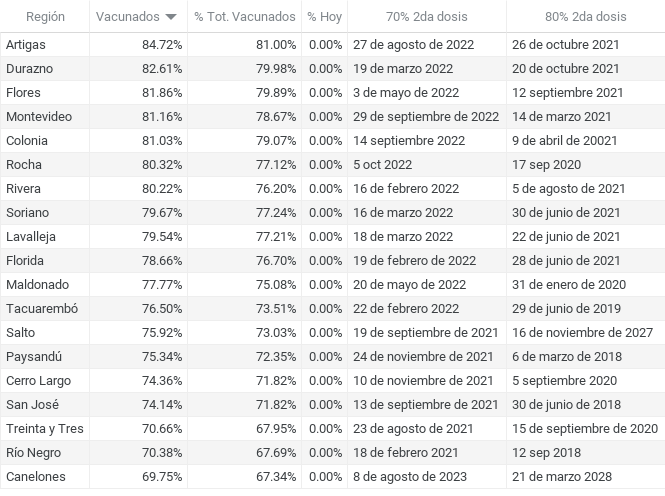 Región Vacunados % Tot. Vacunados % Hoy 70% 2da dosis 80% 2da dosis
Artigas 84.72% 81.00% 0.00% 27 de agosto de 2022 26 de octubre 2021
Durazno 82.61% 79.98% 0.00% 19 de marzo 2022 20 de octubre 2021
Flores 81.86% 79.89% 0.00% 3 de mayo de 2022 12 septiembre 2021
Montevideo 81.16% 78.67% 0.00% 29 de septiembre de 2022 14 de marzo 2021
Colonia 81.03% 79.07% 0.00% 14 septiembre 2022 9 de abril de 20021
Rocha 80.32% 77.12% 0.00% 5 oct 2022 17 sep 2020
Rivera 80.22% 76.20% 0.00% 16 de febrero 2022 5 de agosto de 2021
Soriano 79.67% 77.24% 0.00% 16 de marzo 2022 30 de junio de 2021
Lavalleja 79.54% 77.21% 0.00% 18 de marzo 2022 22 de junio de 2021
Florida 78.66% 76.70% 0.00% 19 de febrero de 2022 28 de junio de 2021
Maldonado 77.77% 75.08% 0.00% 20 de mayo de 2022 31 de enero de 2020
Tacuarembó 76.50% 73.51% 0.00% 22 de febrero 2022 29 de junio de 2019
Salto 75.92% 73.03% 0.00% 19 de septiembre de 2021 16 de noviembre de 2027
Paysandú 75.34% 72.35% 0.00% 24 de noviembre de 2021 6 de marzo de 2018
Cerro Largo 74.36% 71.82% 0.00% 10 de noviembre de 2021 5 septiembre 2020
San José 74.14% 71.82% 0.00% 13 de septiembre de 2021 30 de junio de 2018
Treinta y Tres 70.66% 67.95% 0.00% 23 de agosto de 2021 15 de septiembre de 2020
Río Negro 70.38% 67.69% 0.00% 18 de febrero 2021 12 sep 2018
Canelones 69.75% 67.34% 0.00% 8 de agosto de 2023 21 de marzo 2028